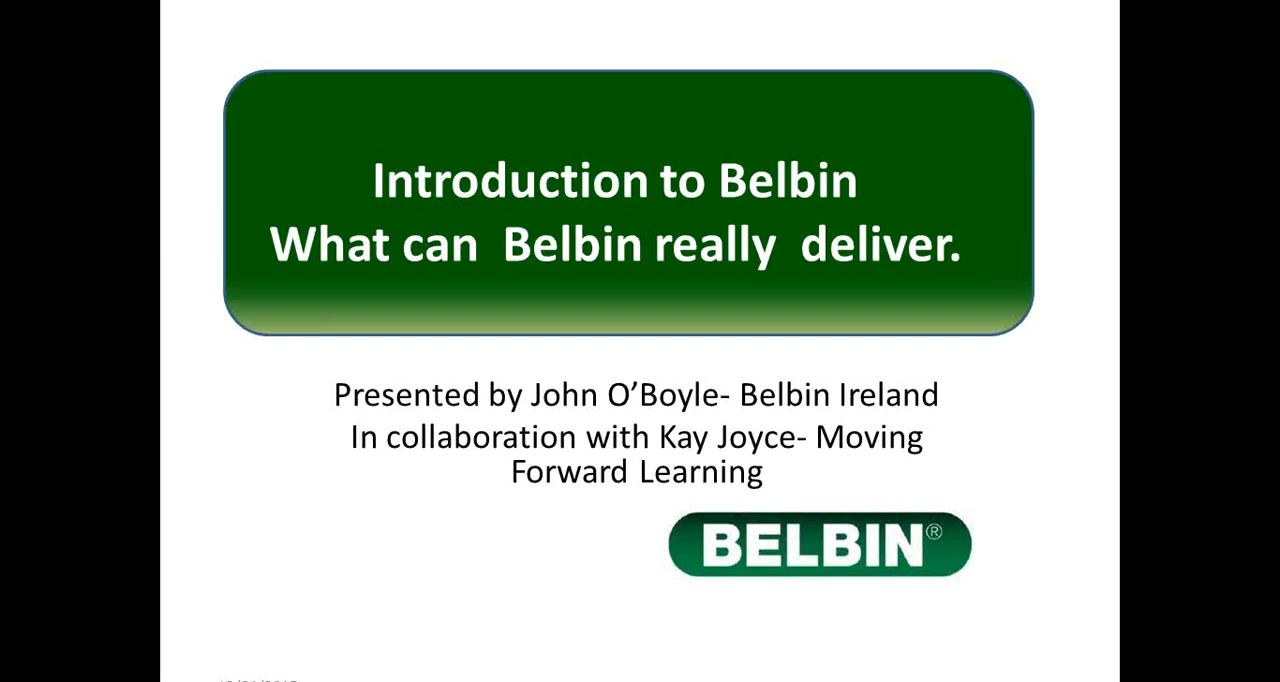 Introduction to Belbin
What can  Belbin really  deliver.
Presented by John O’Boyle- Belbin Ireland
In collaboration with Kay Joyce- Moving
Forward Learning
BELBIN®